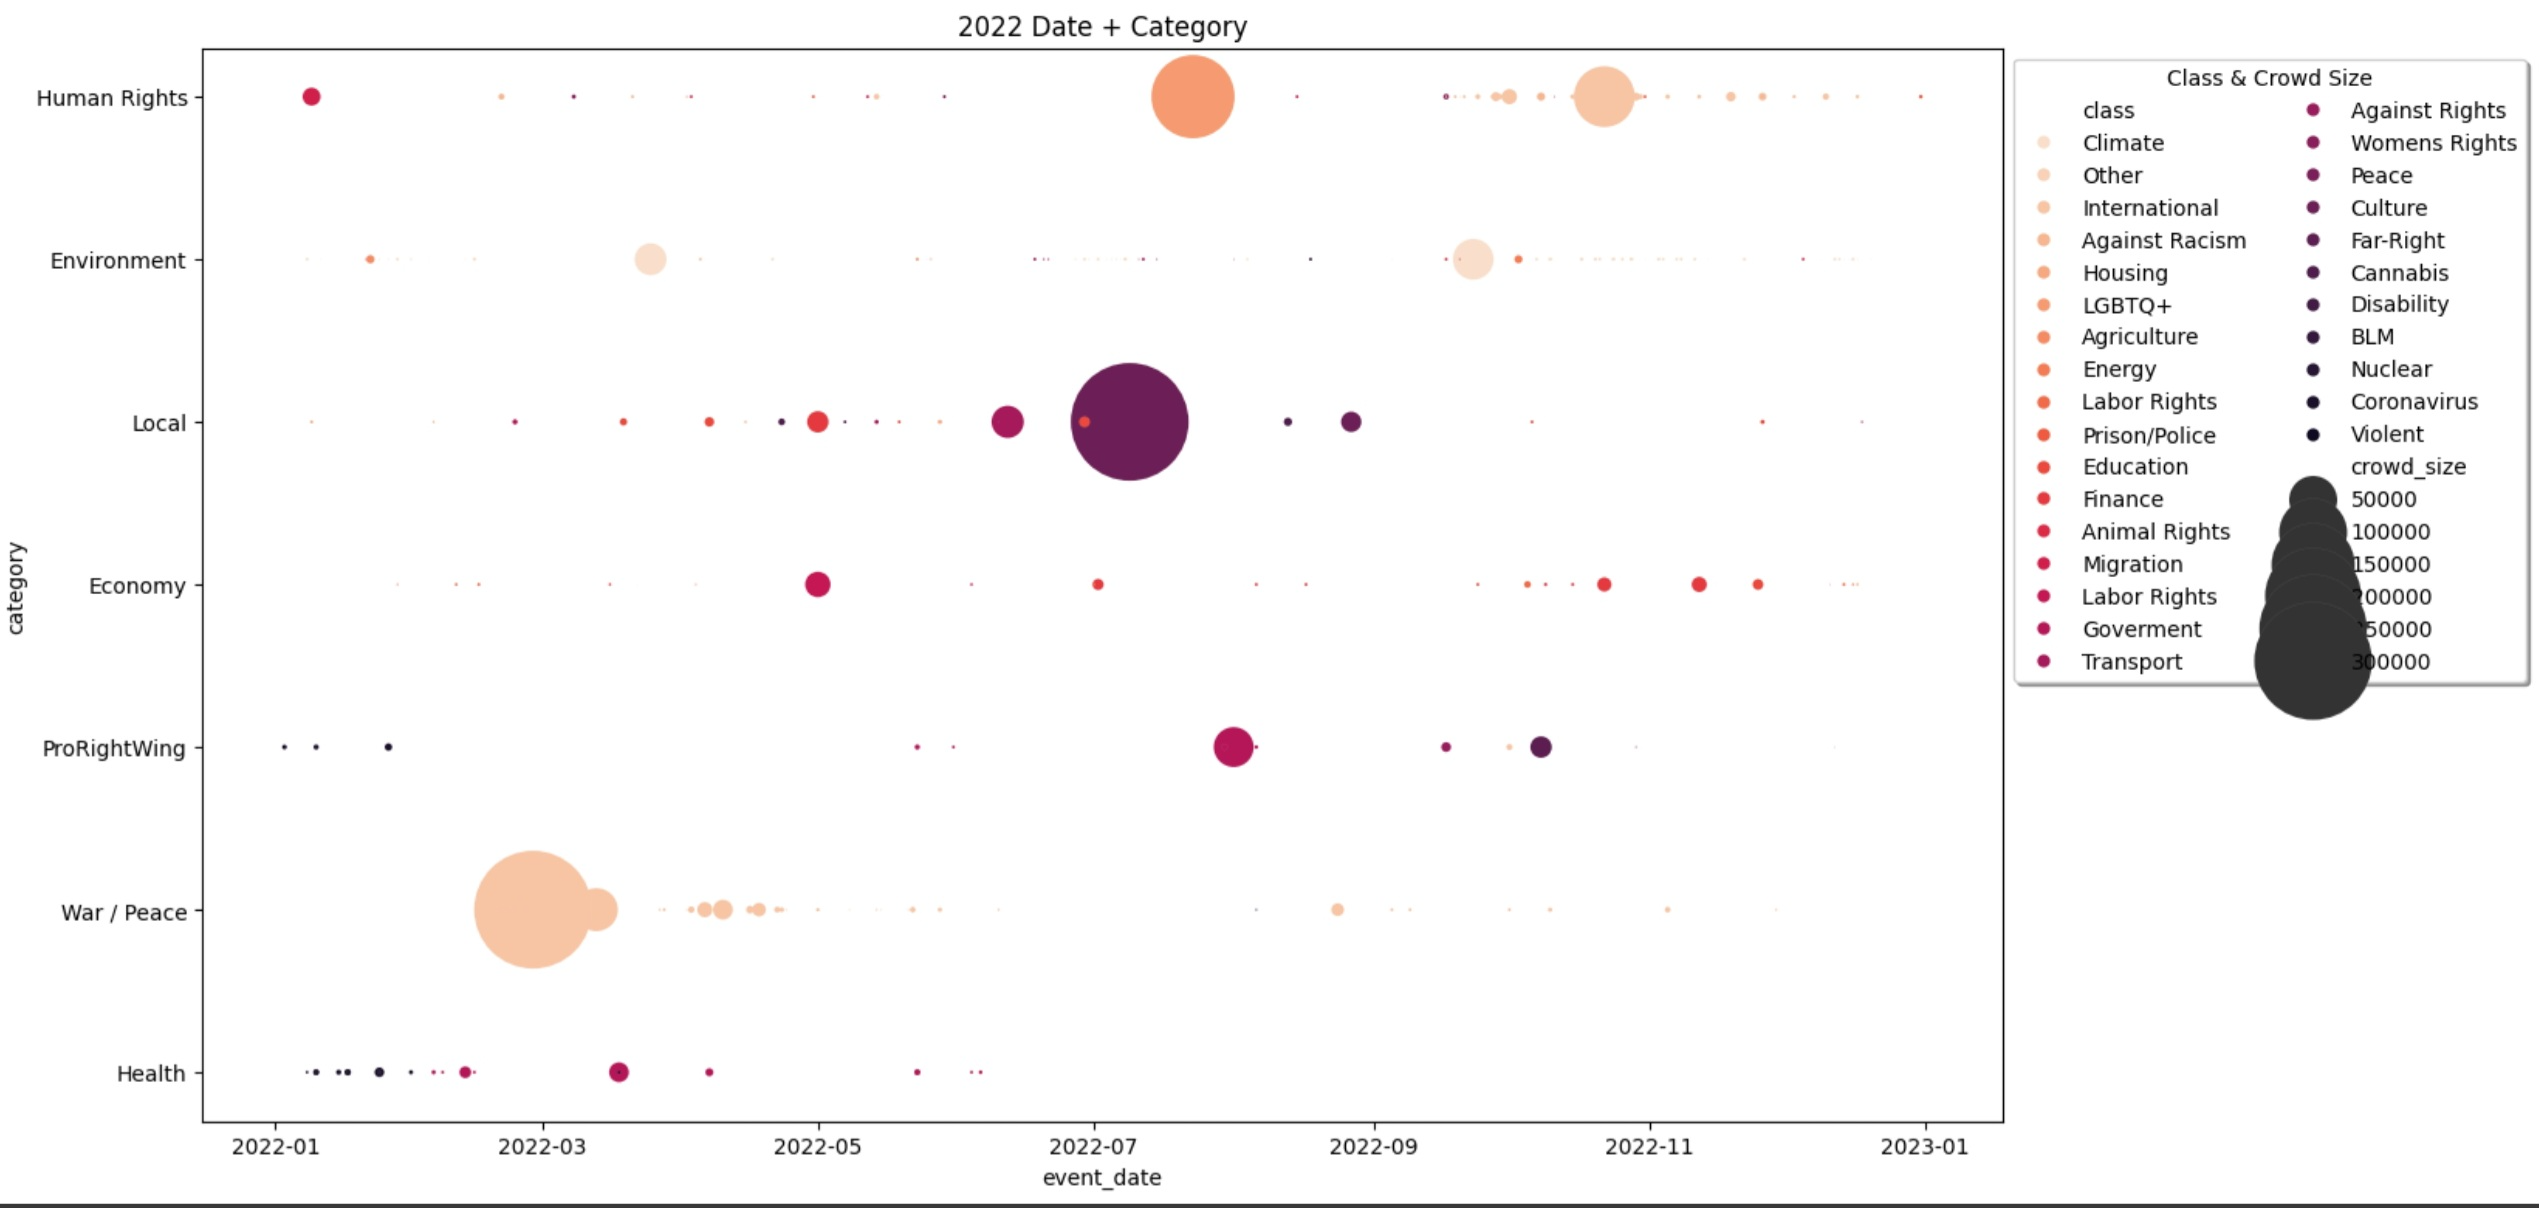 2022 Date + Category
category
Human Rights
Environment
Local
Economy
ProRightWing
War / Peace
Health
2022-01
2022-03
2022-05
2022-07
2022-09
2022-11
2023-01
event_date
Class & Crowd Size
class
Climate
Other
International
Against Racism
Housing
LGBTQ+
Agriculture
Energy
Labor Rights
Prison/Police
Education
Finance
Animal Rights
Migration
Labor Rights
Goverment
Transport
Against Rights
Womens Rights
Peace
Culture
Far-Right
Cannabis
Disability
BLM
Nuclear
Coronavirus
Violent
crowd_size
50000
100000
150000
200000
250000
300000